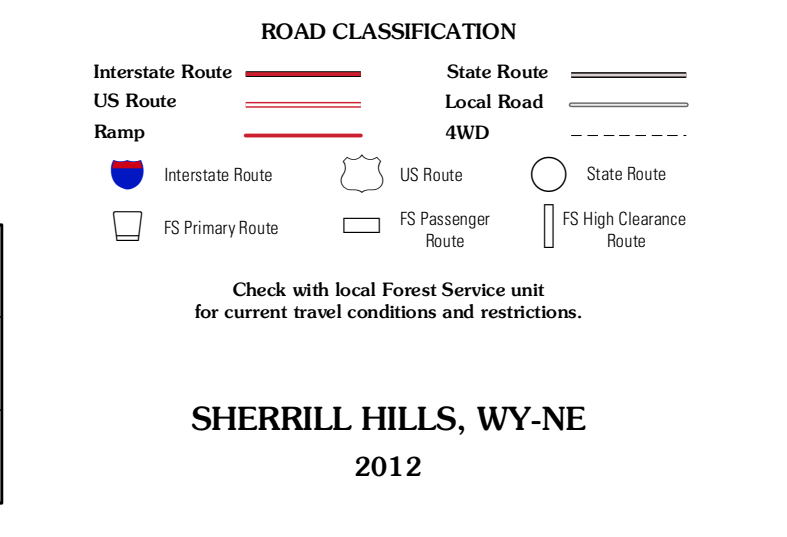 ROAD CLASSIFICATION
Interstate Route State Route
US Route Local Road
Ramp 4WD
Interstate Route US Route State Route
FS Primary Route FS Passenger Route FS High Clearance Route
Check with local Forest Service unit
for current travel conditions and restrictions.
SHERRILL HILLS, WY-NE
2012